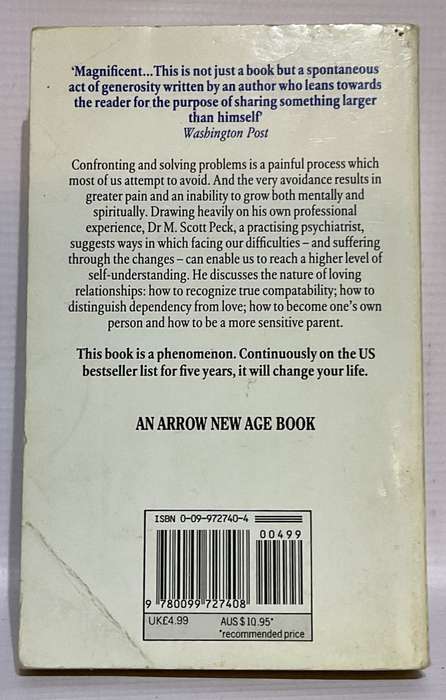 ‘Magnificent...This is not just a book but a spontaneous
act of generosity written by an author who leans towards
the reader for the purpose of sharing something larger
than himself’
Washington Post
Confronting and solving problems is a painful process which
most of us attempt to avoid. And the very avoidance results in
greater pain and an inability to grow both mentally and
spiritually. Drawing heavily on his own professional
experience, Dr M. Scott Peck, a practising psychiatrist,
suggests ways in which facing our difficulties – and suffering
through the changes – can enable us to reach a higher level of
self-understanding. He discusses the nature of loving
relationships: how to recognize true compatability; how to
distinguish dependency from love; how to become one's own
person and how to be a more sensitive parent.
This book is a phenomenon. Continuously on the US
bestseller list for five years, it will change your life.
AN ARROW NEW AGE BOOK
ISBN 0-09-972740-4
00499
9 780099 727408
UK£4.99
AUS $10.95*
*recommended price